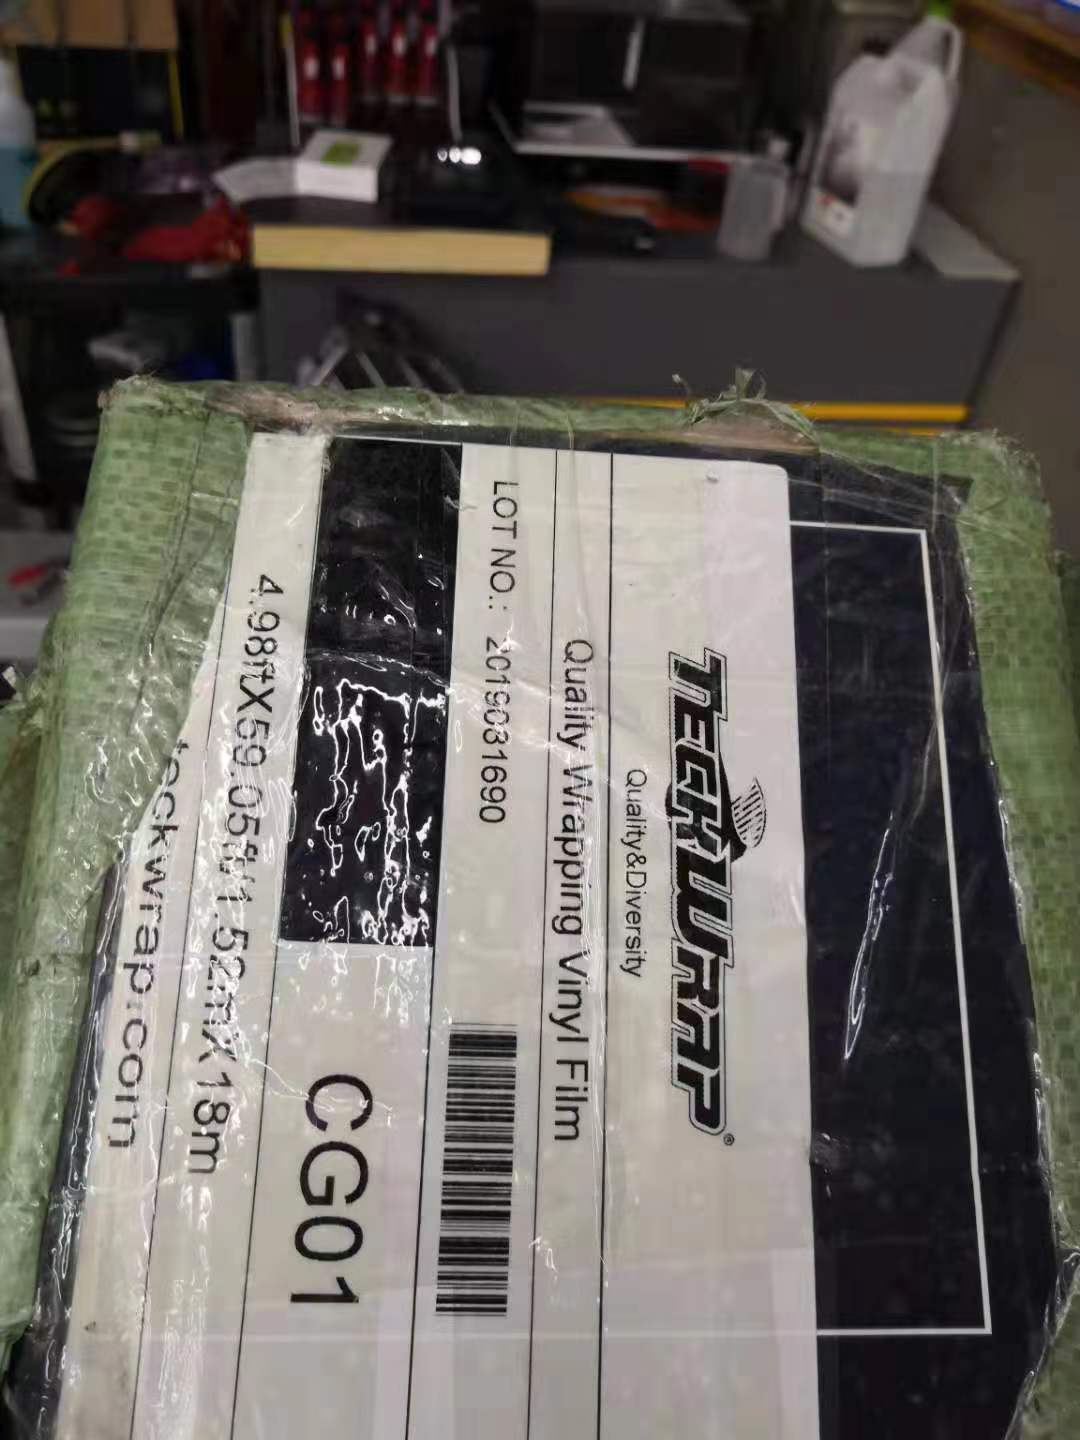 TECKWRAP®
Quality&Diversity
Quality Wrapping Vinyl Film
LOT NO.: 2019031690
CG01
4.98ftX59.05ft/1.52mX18m
teckwrap.com